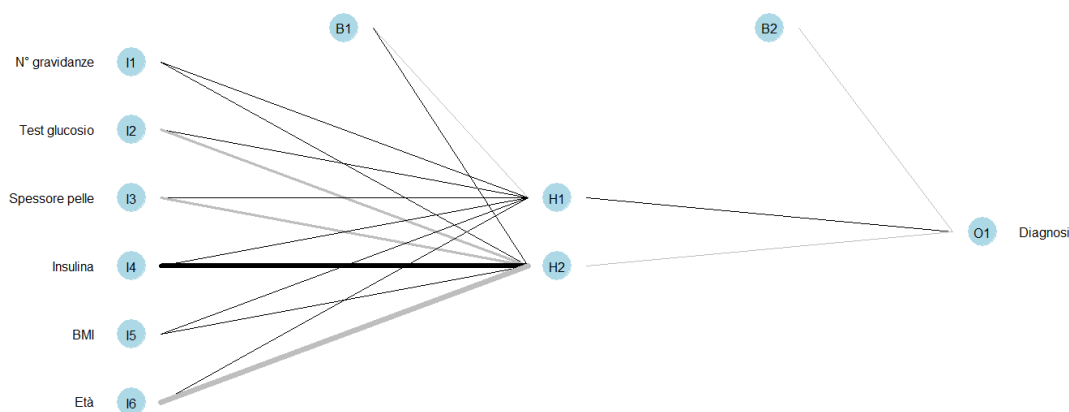 B1
B2
N° gravidanze I1
Test glucosio I2
Spessore pelle I3
H1
O1 Diagnosi
Insulina I4
H2
BMI I5
Età I6